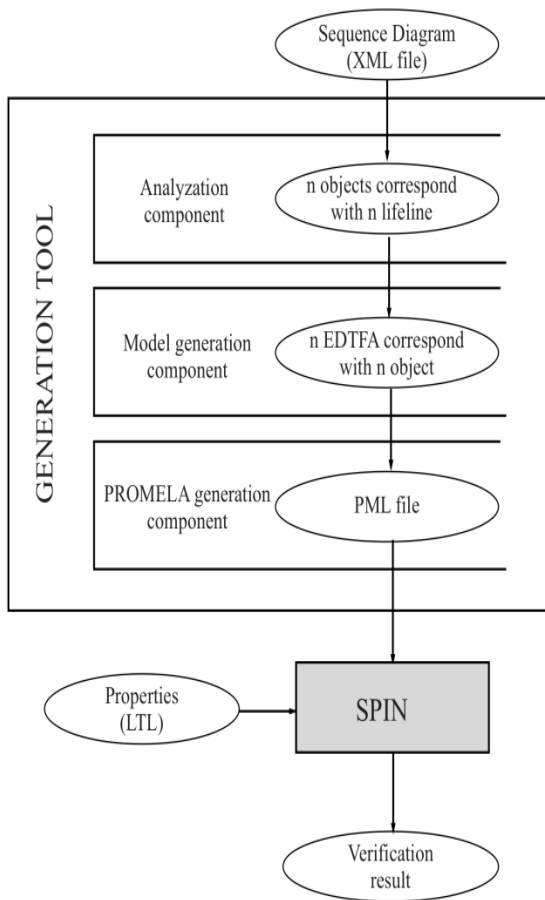 Sequence Diagram
(XML file)
GENERATION TOOL
Analyzation
component
n objects correspond
with n lifeline
Model generation
component
n EDTFA correspond
with n object
PROMELA generation
component
PML file
Properties
(LTL)
SPIN
Verification
result